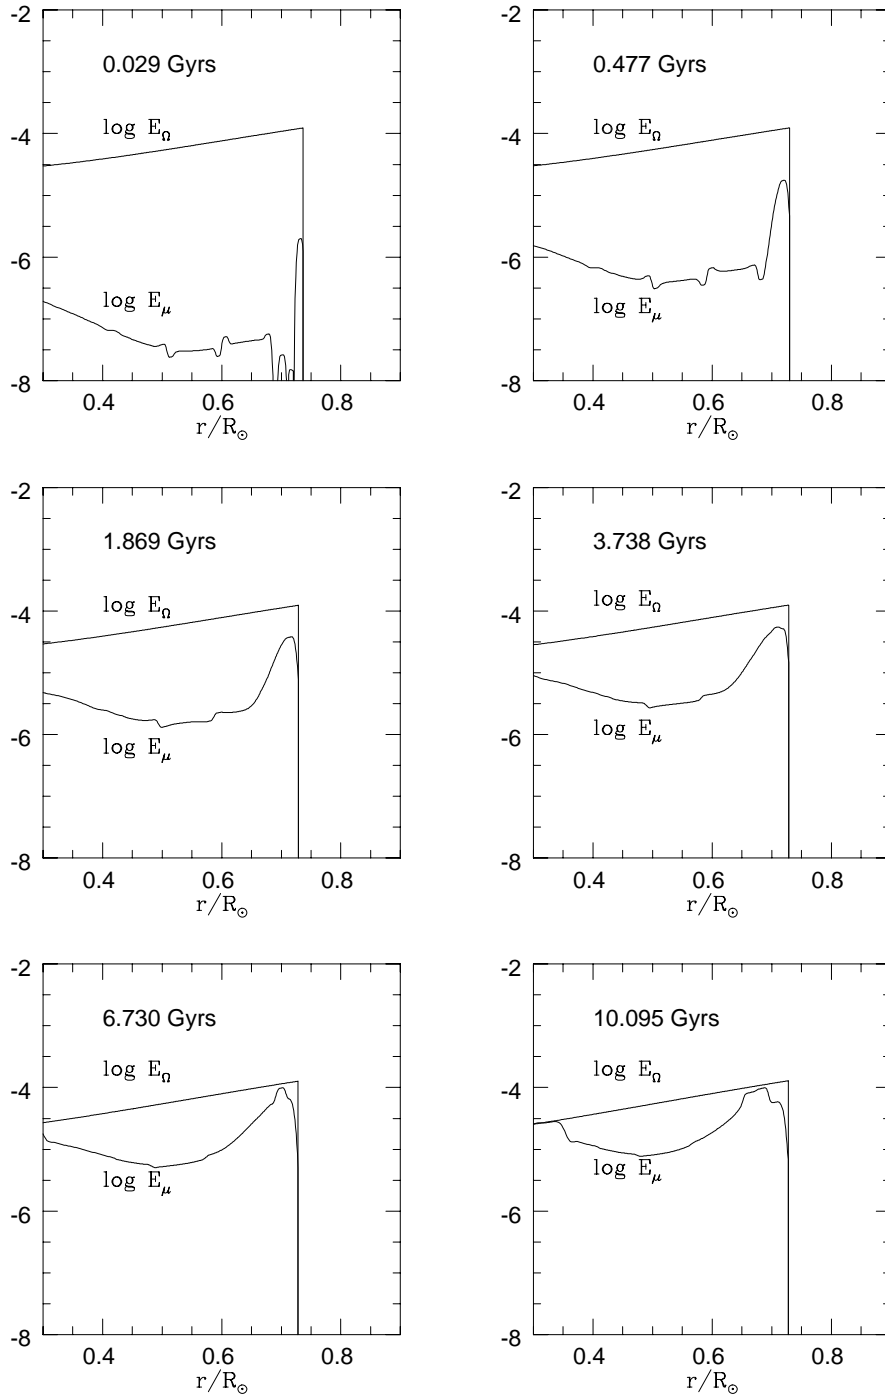 -2
-4
-6
-8
0.029 Gyrs
log E_Ω
log E_μ
0.4 0.6 0.8
r/R_⊙
-2
-4
-6
-8
0.477 Gyrs
log E_Ω
log E_μ
0.4 0.6 0.8
r/R_⊙
-2
-4
-6
-8
1.869 Gyrs
log E_Ω
log E_μ
0.4 0.6 0.8
r/R_⊙
-2
-4
-6
-8
3.738 Gyrs
log E_Ω
log E_μ
0.4 0.6 0.8
r/R_⊙
-2
-4
-6
-8
6.730 Gyrs
log E_Ω
log E_μ
0.4 0.6 0.8
r/R_⊙
-2
-4
-6
-8
10.095 Gyrs
log E_Ω
log E_μ
0.4 0.6 0.8
r/R_⊙